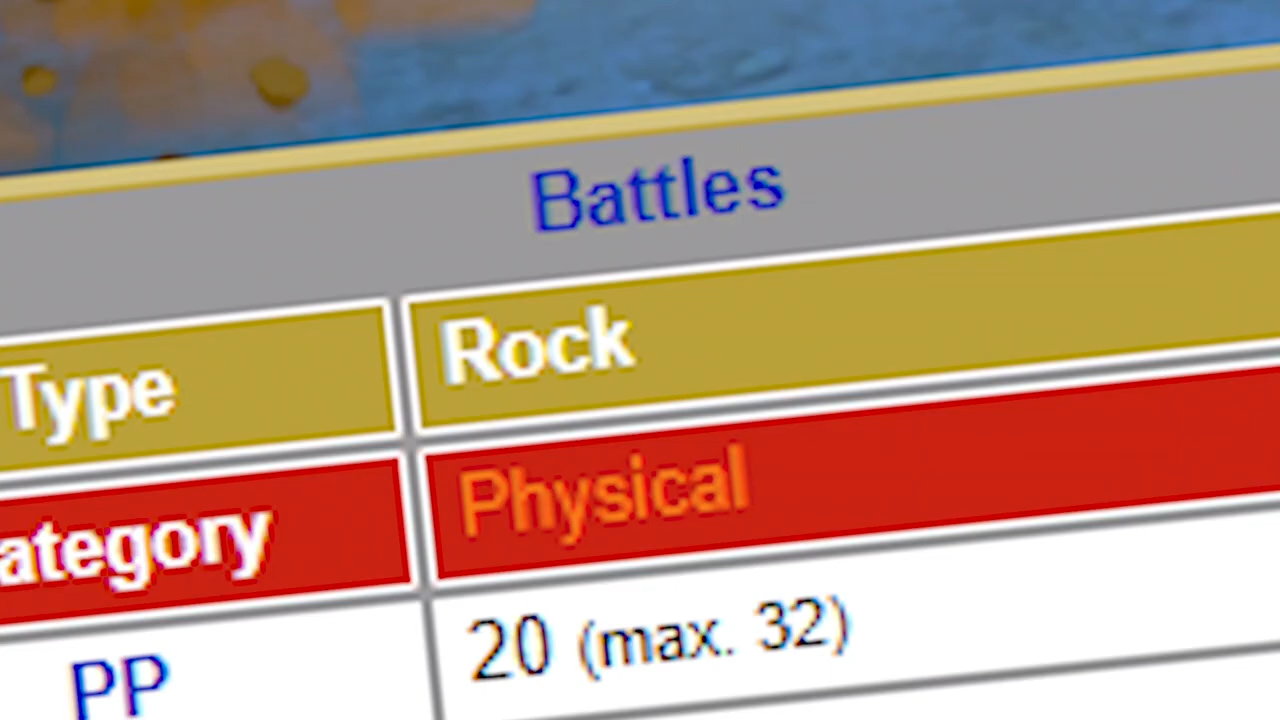 Battles
Type Rock
ategory Physical
PP 20 (max. 32)